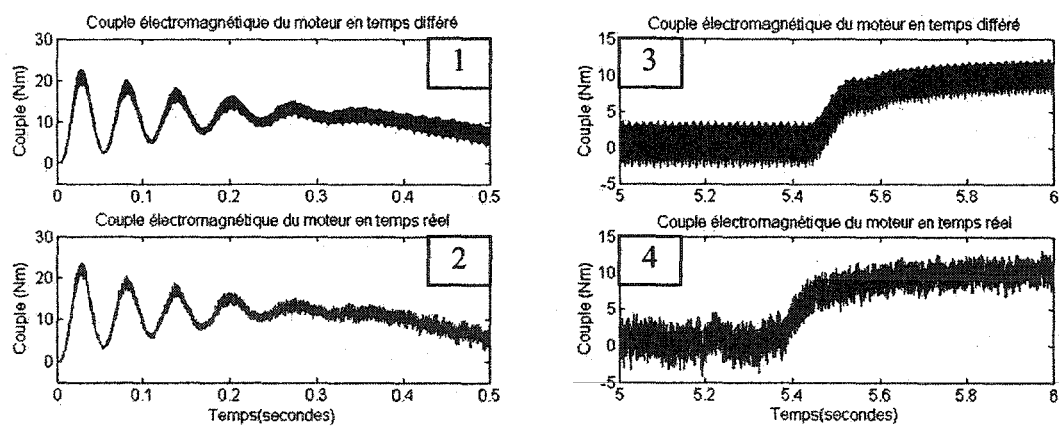 Couple électromagnétique du moteur en temps différé
1
30
20
10
0
Couple (Nm)
0 0.1 0.2 0.3 0.4 0.5
Couple électromagnétique du moteur en temps réel
2
30
20
10
0
Couple (Nm)
0 0.1 0.2 0.3 0.4 0.5
Temps(secondes)
Couple électromagnétique du moteur en temps différé
3
15
10
5
0
-5
Couple (Nm)
5 5.2 5.4 5.6 5.8 6
Couple électromagnétique du moteur en temps réel
4
15
10
5
0
-5
Couple (Nm)
5 5.2 5.4 5.6 5.8 6
Temps(secondes)